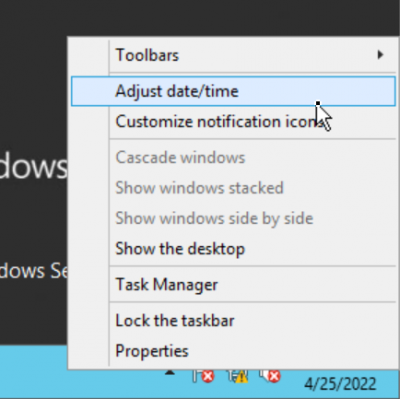 Toolbars
Adjust date/time
dows
Customize notification icons
Cascade windows
Show windows stacked
Show windows side by side
Show the desktop
dows Se
Task Manager
Lock the taskbar
Properties
4/25/2022